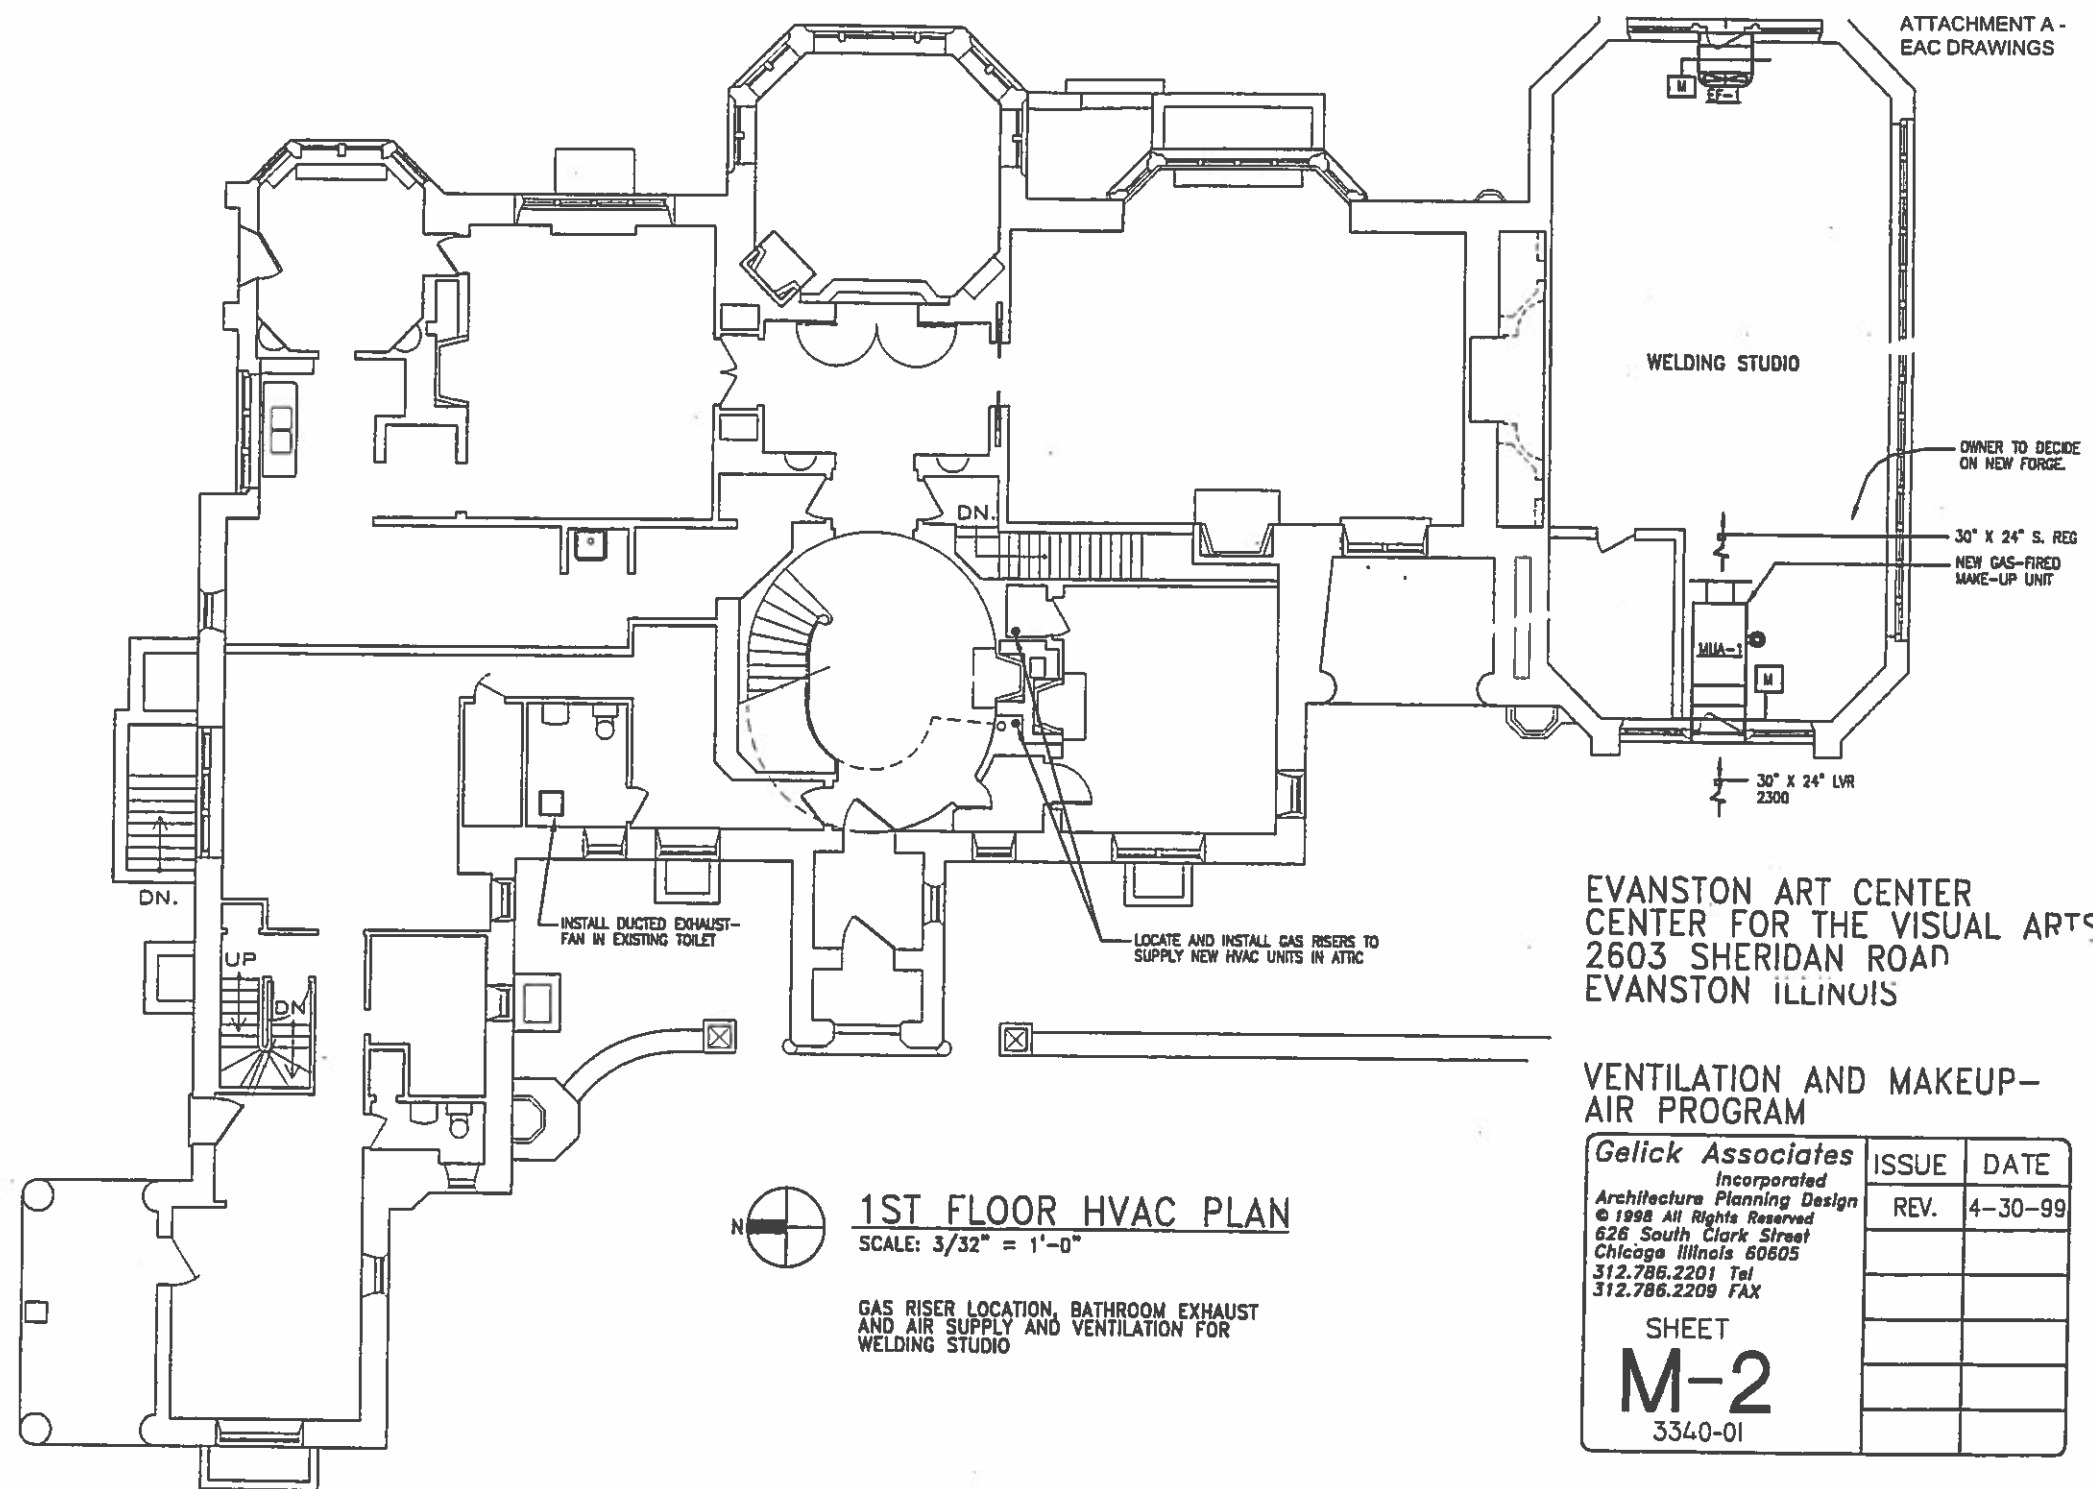 ATTACHMENT A -
EAC DRAWINGS
M
EF-1
WELDING STUDIO
OWNER TO DECIDE
ON NEW FORGE.
DN.
30" X 24" S. REG
NEW GAS-FIRED
MAKE-UP UNIT
MUA-1
M
30" X 24" LVR
2300
DN.
INSTALL DUCTED EXHAUST-
FAN IN EXISTING TOILET
LOCATE AND INSTALL GAS RISERS TO
SUPPLY NEW HVAC UNITS IN ATTIC
UP
DN
EVANSTON ART CENTER
CENTER FOR THE VISUAL ARTS
2603 SHERIDAN ROAD
EVANSTON ILLINOIS
VENTILATION AND MAKEUP-
AIR PROGRAM
N
1ST FLOOR HVAC PLAN
SCALE: 3/32" = 1'-0"
GAS RISER LOCATION, BATHROOM EXHAUST
AND AIR SUPPLY AND VENTILATION FOR
WELDING STUDIO
Gelick Associates
Incorporated
Architecture Planning Design
© 1998 All Rights Reserved
626 South Clark Street
Chicago Illinois 60605
312.786.2201 Tel
312.786.2209 FAX
ISSUE DATE
REV. 4-30-99
SHEET
M-2
3340-01